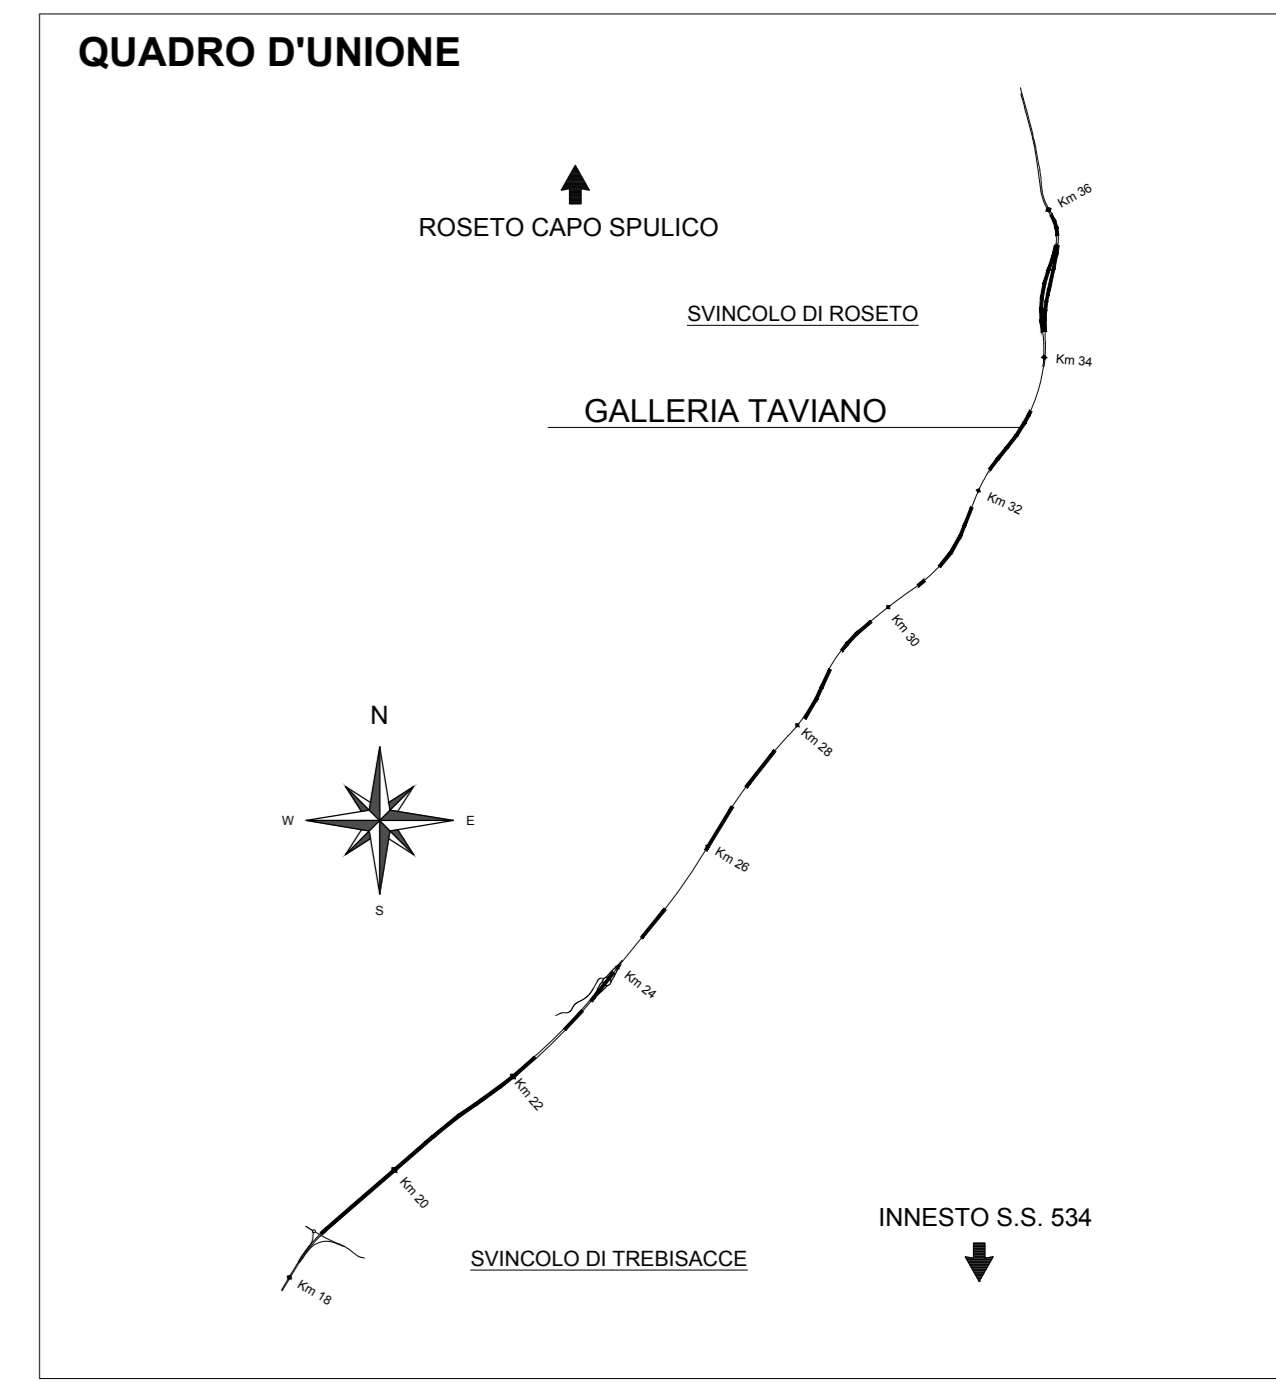 QUADRO D'UNIONE
Km 36
ROSETO CAPO SPULICO
SVINCOLO DI ROSETO
Km 34
GALLERIA TAVIANO
Km 32
Km 30
N
Km 28
W
E
Km 26
S
Km 24
Km 22
Km 20
INNESTO S.S. 534
SVINCOLO DI TREBISACCE
Km 18